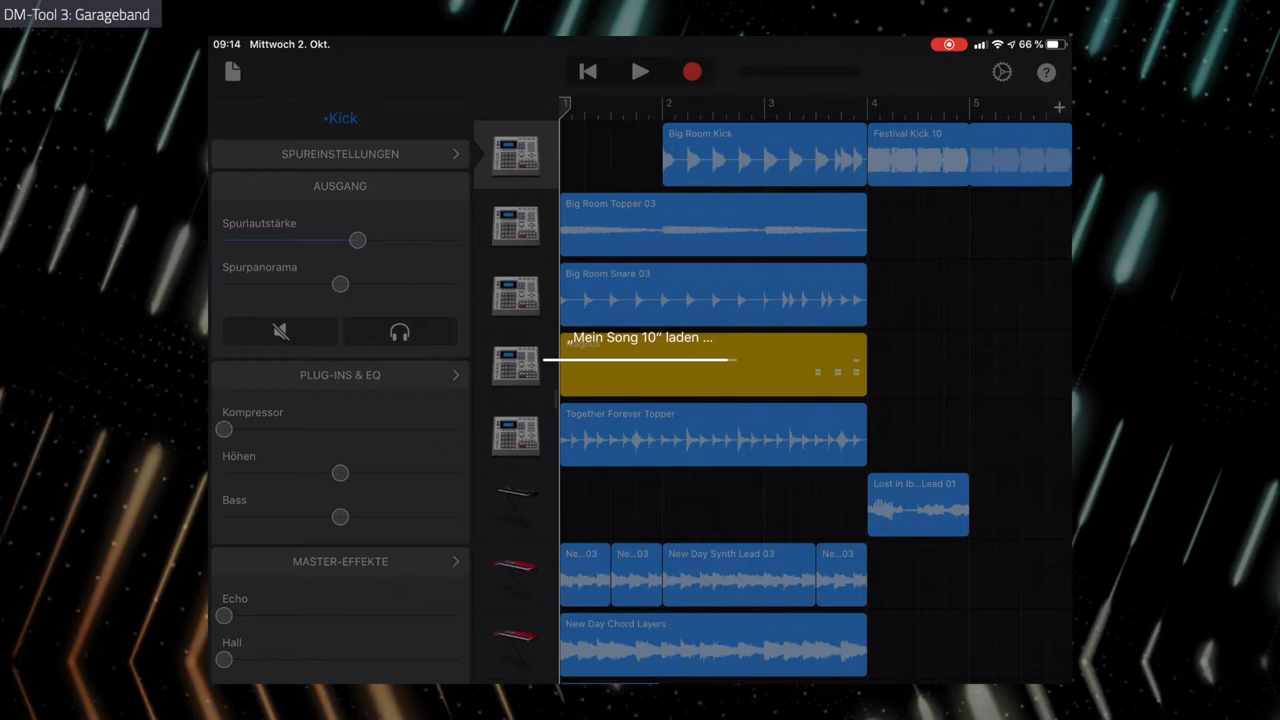 DM-Tool 3: Garageband
09:14 Mittwoch 2. Okt.
66 %
?
1 2 3 4 5 +
•Kick
SPUREINSTELLUNGEN
AUSGANG
Spurlautstärke
Spurpanorama
PLUG-INS & EQ
Kompressor
Höhen
Bass
MASTER-EFFEKTE
Echo
Hall
Big Room Kick
Festival Kick 10
Big Room Topper 03
Big Room Snare 03
„Mein Song 10“ laden ...
Together Forever Topper
Lost in Ib...Lead 01
Ne...03
Ne...03
New Day Synth Lead 03
Ne...03
New Day Chord Layers